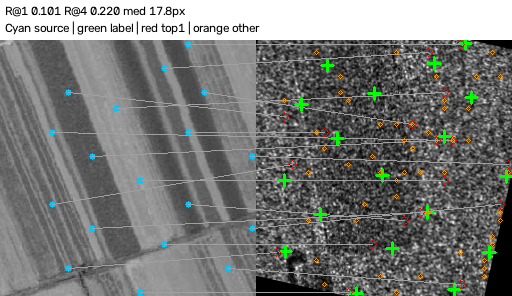 R@1 0.101 R@4 0.220 med 17.8px
Cyan source | green label | red top1 | orange other